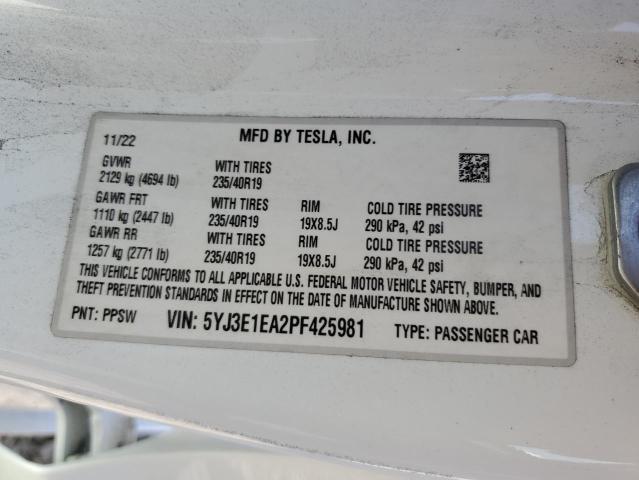 11/22 MFD BY TESLA, INC.
GVWR WITH TIRES
2129 kg (4694 lb) 235/40R19
GAWR FRT WITH TIRES RIM COLD TIRE PRESSURE
1110 kg (2447 lb) 235/40R19 19X8.5J 290 kPa, 42 psi
GAWR RR WITH TIRES RIM COLD TIRE PRESSURE
1257 kg (2771 lb) 235/40R19 19X8.5J 290 kPa, 42 psi
THIS VEHICLE CONFORMS TO ALL APPLICABLE U.S. FEDERAL MOTOR VEHICLE SAFETY, BUMPER, AND
THEFT PREVENTION STANDARDS IN EFFECT ON THE DATE OF MANUFACTURE SHOWN ABOVE.
PNT: PPSW VIN: 5YJ3E1EA2PF425981 TYPE: PASSENGER CAR